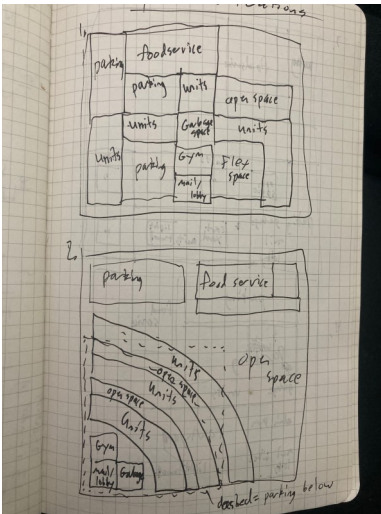 1.
foodservice
parking
parking
units
open space
units
Garbage
space
units
units
parking
Gym
Flex
space
mail/
lobby
2.
parking
food service
units
open space
units
open space
units
open
space
Gym
mail/
lobby
Garbage
dashed = parking below